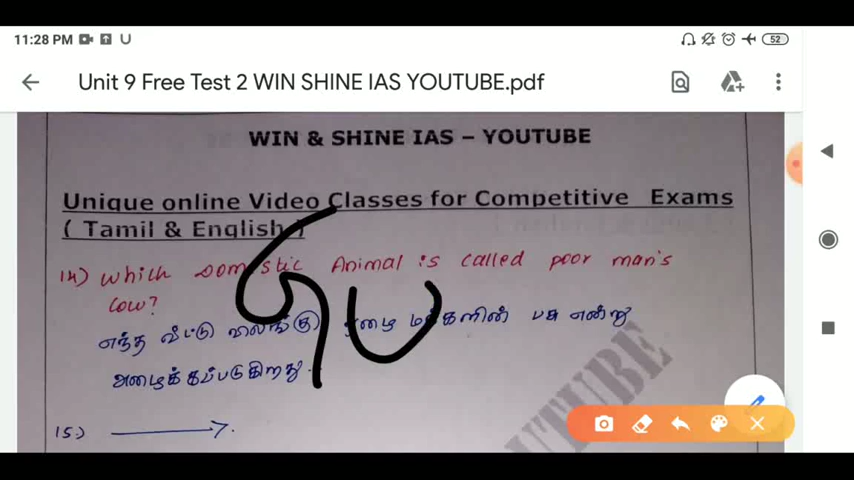 11:28 PM
52
Unit 9 Free Test 2 WIN SHINE IAS YOUTUBE.pdf
WIN & SHINE IAS – YOUTUBE
Unique online Video Classes for Competitive Exams
( Tamil & English )
14) Which Domestic Animal is called poor man's
Cow?
எந்த வீட்டு விலங்கு ஏழை மக்களின் பசு என்று
அழைக்கப்படுகிறது.
15.)
UTUBE